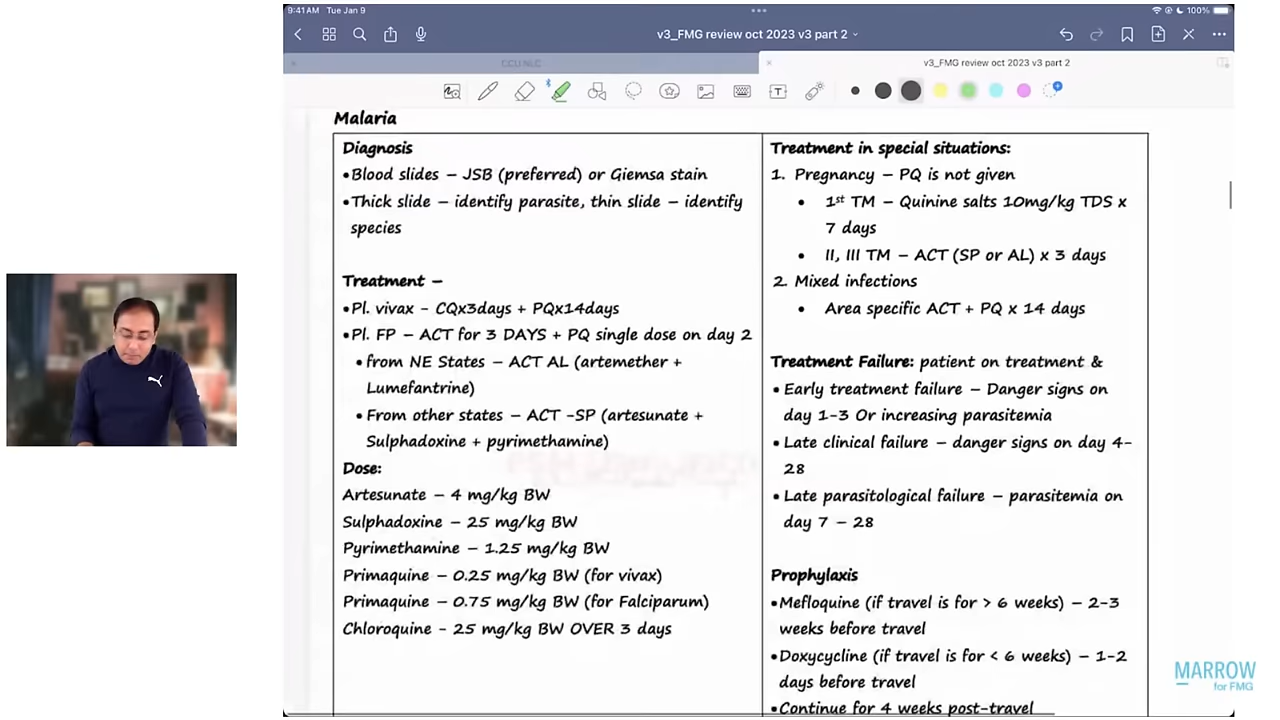 9:41 AM Tue Jan 9
100%
v3_FMG review oct 2023 v3 part 2
CCU NLC
v3_FMG review oct 2023 v3 part 2
Malaria
Diagnosis
•Blood slides – JSB (preferred) or Giemsa stain
•Thick slide – identify parasite, thin slide – identify
species
Treatment –
•Pl. vivax - CQx3days + PQx14days
•Pl. FP – ACT for 3 DAYS + PQ single dose on day 2
•from NE States – ACT AL (artemether +
Lumefantrine)
•From other states – ACT -SP (artesunate +
Sulphadoxine + pyrimethamine)
Dose:
Artesunate – 4 mg/kg BW
Sulphadoxine – 25 mg/kg BW
Pyrimethamine – 1.25 mg/kg BW
Primaquine – 0.25 mg/kg BW (for vivax)
Primaquine – 0.75 mg/kg BW (for Falciparum)
Chloroquine - 25 mg/kg BW OVER 3 days
Treatment in special situations:
1. Pregnancy – PQ is not given
• 1st TM – Quinine salts 10mg/kg TDS x
7 days
• II, III TM – ACT (SP or AL) x 3 days
2. Mixed infections
• Area specific ACT + PQ x 14 days
Treatment Failure: patient on treatment &
•Early treatment failure – Danger signs on
day 1-3 Or increasing parasitemia
•Late clinical failure – danger signs on day 4-
28
•Late parasitological failure – parasitemia on
day 7 – 28
Prophylaxis
•Mefloquine (if travel is for > 6 weeks) – 2-3
weeks before travel
•Doxycycline (if travel is for < 6 weeks) – 1-2
days before travel
•Continue for 4 weeks post-travel
MARROW
for FMG